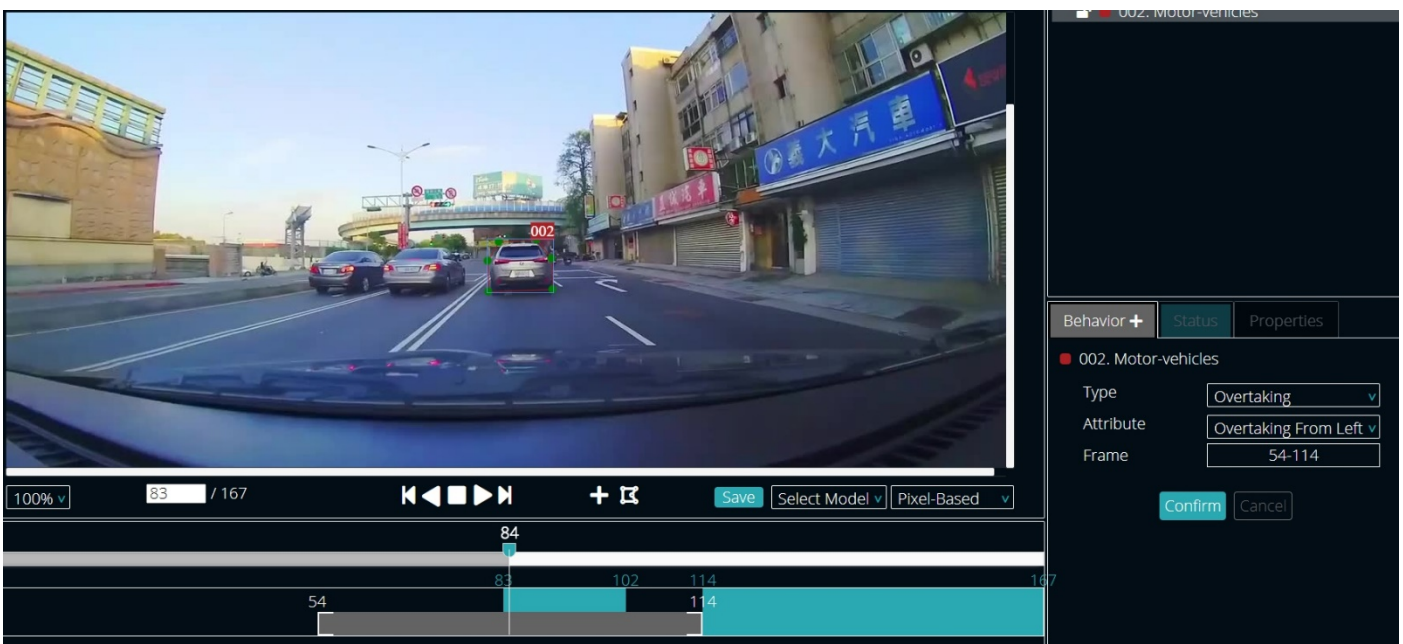 002. Motor-vehicles
002
義大汽車
Behavior +
Status
Properties
002. Motor-vehicles
Type
Overtaking
Attribute
Overtaking From Left
Frame
54-114
Confirm
Cancel
100%
83 / 167
Save
Select Model
Pixel-Based
84
83
102
114
167
54
114